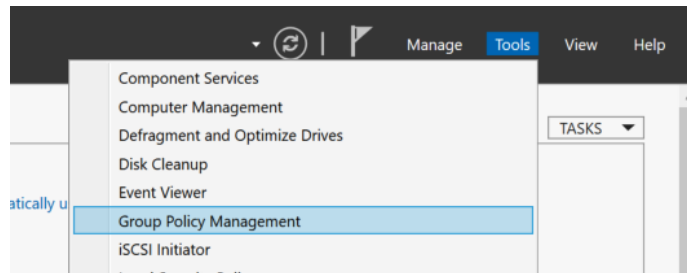 Manage Tools View Help
Component Services
Computer Management
Defragment and Optimize Drives
TASKS
Disk Cleanup
Event Viewer
atically u
Group Policy Management
iSCSI Initiator